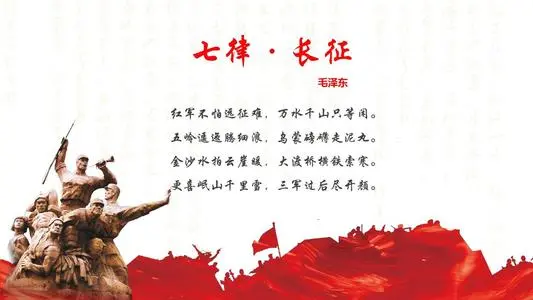 七律·长征
毛泽东
红军不怕远征难，万水千山只等闲。
五岭逶迤腾细浪，乌蒙磅礴走泥丸。
金沙水拍云崖暖，大渡桥横铁索寒。
更喜岷山千里雪，三军过后尽开颜。